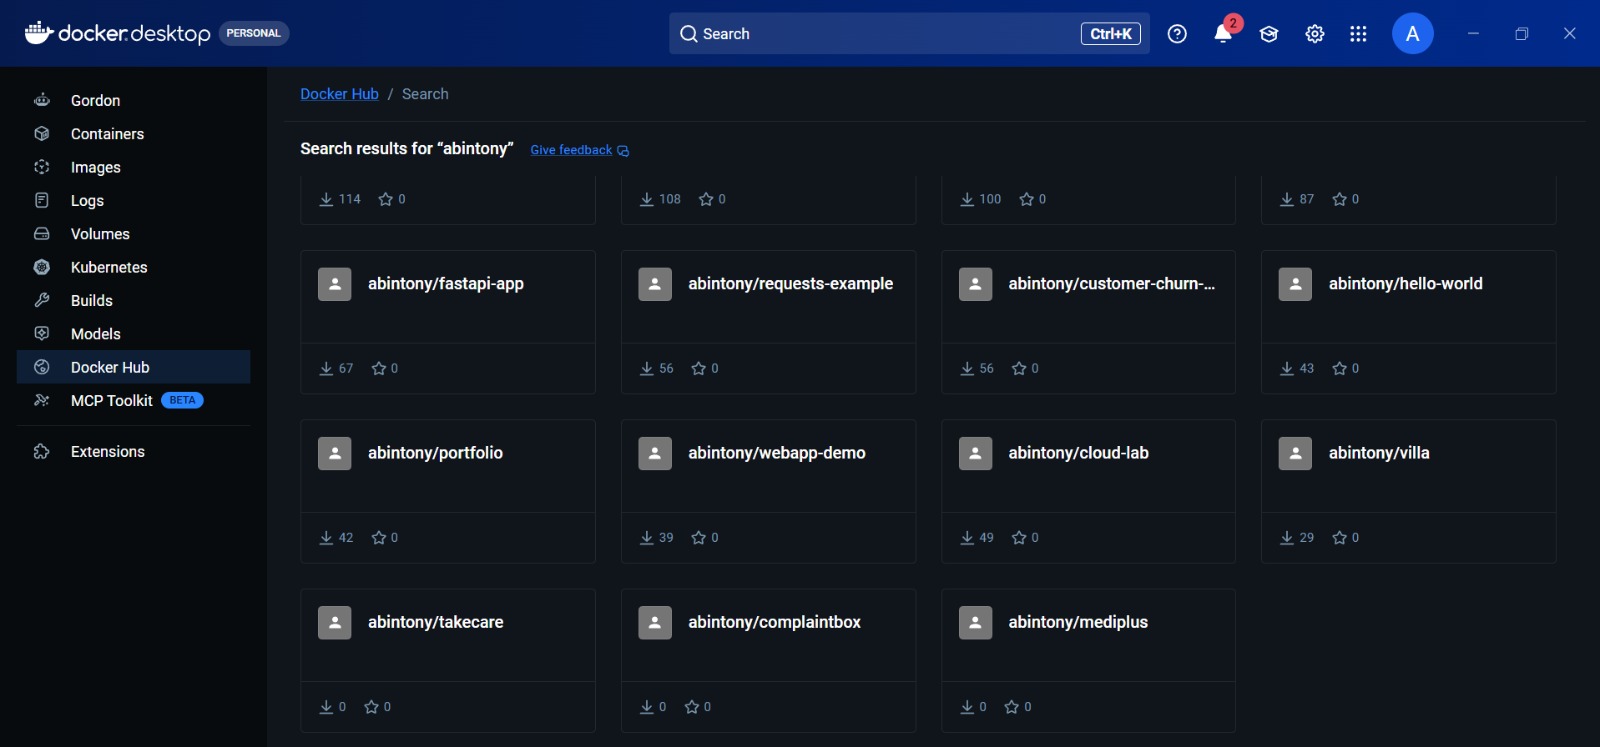 docker.desktop PERSONAL
Search
Ctrl+K
2
A
Gordon
Containers
Images
Logs
Volumes
Kubernetes
Builds
Models
Docker Hub
MCP Toolkit BETA
Extensions
Docker Hub / Search
Search results for “abintony” Give feedback
114 0
108 0
100 0
87 0
abintony/fastapi-app
67 0
abintony/requests-example
56 0
abintony/customer-churn-...
56 0
abintony/hello-world
43 0
abintony/portfolio
42 0
abintony/webapp-demo
39 0
abintony/cloud-lab
49 0
abintony/villa
29 0
abintony/takecare
0 0
abintony/complaintbox
0 0
abintony/mediplus
0 0